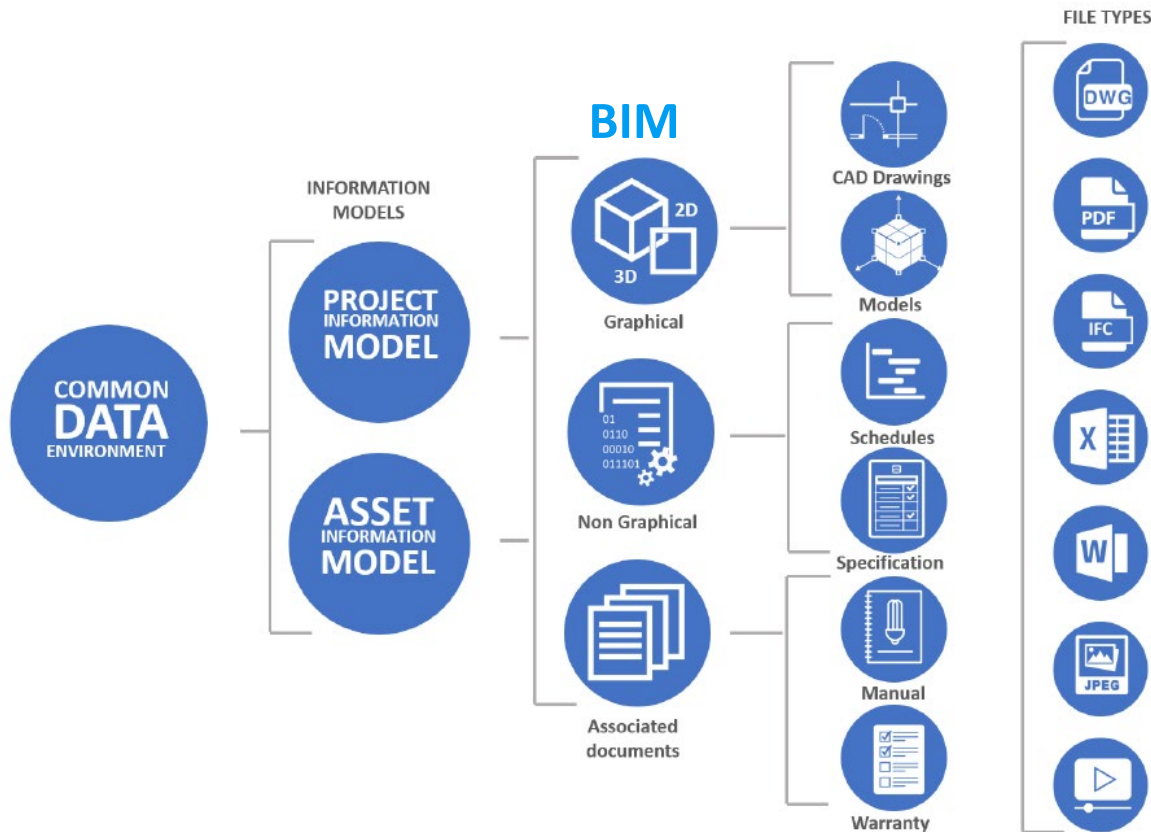 FILE TYPES
DWG
BIM
CAD Drawings
INFORMATION
MODELS
2D
3D
PDF
PROJECT
INFORMATION
MODEL
Graphical
Models
IFC
COMMON
DATA
ENVIRONMENT
01
0110
00010
011101
Schedules
X
ASSET
INFORMATION
MODEL
Non Graphical
Specification
W
Manual
JPEG
Associated
documents
Warranty